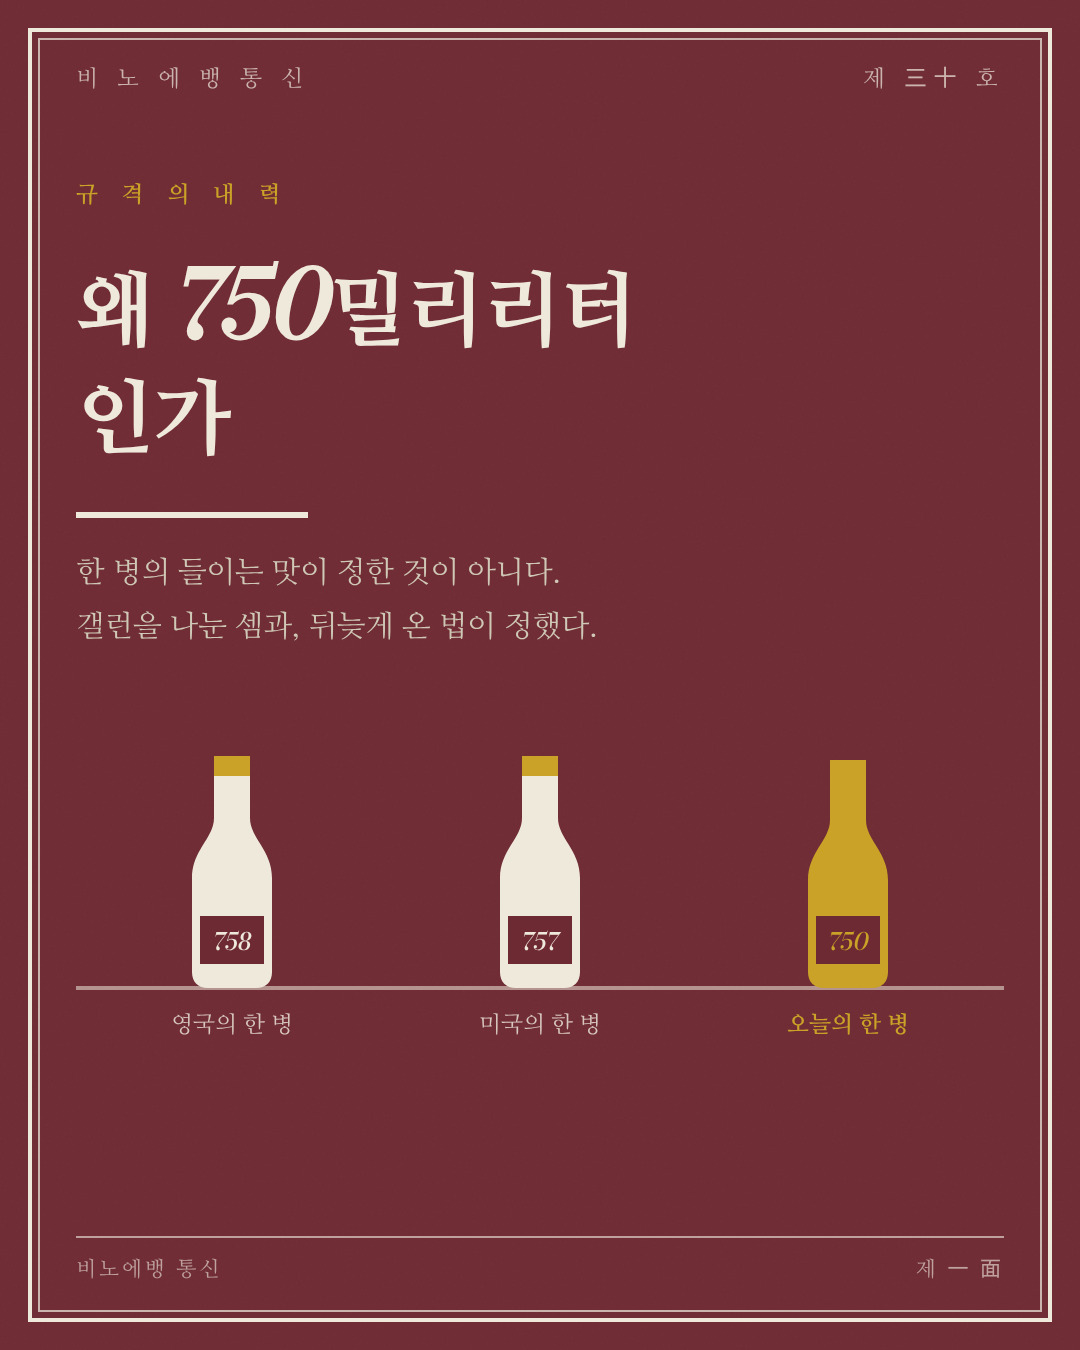 비노에뱅통신
제 三十 호
규격의내력
왜 750밀리리터
인가
한 병의 들이는 맛이 정한 것이 아니다.
갤런을 나눈 셈과, 뒤늦게 온 법이 정했다.
758
757
750
영국의 한 병
미국의 한 병
오늘의 한 병
비노에뱅 통신
제 一 面